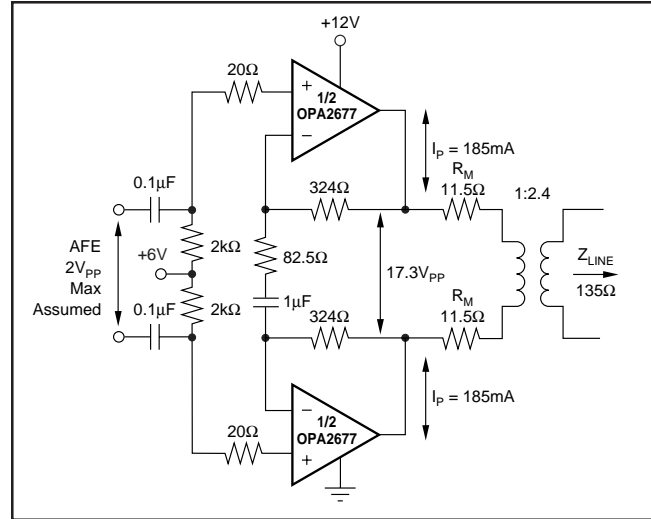 +12V
20Ω
+
1/2
OPA2677
−
I_P = 185mA
0.1µF
324Ω
R_M
11.5Ω
1:2.4
AFE
2V_PP
Max
Assumed
+6V
2kΩ
82.5Ω
17.3V_PP
Z_LINE
135Ω
2kΩ
1µF
0.1µF
324Ω
R_M
11.5Ω
−
1/2
OPA2677
+
I_P = 185mA
20Ω